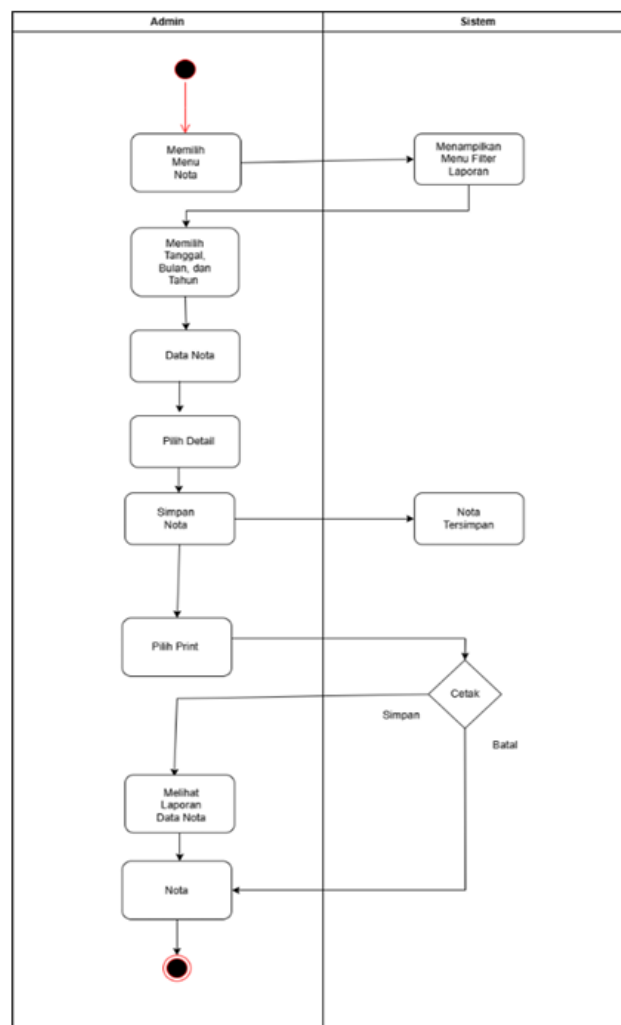 Admin
Sistem
Memilih
Menu
Nota
Menampilkan
Menu Filter
Laporan
Memilih
Tanggal,
Bulan, dan
Tahun
Data Nota
Pilih Detail
Simpan
Nota
Nota
Tersimpan
Pilih Print
Cetak
Simpan
Batal
Melihat
Laporan
Data Nota
Nota